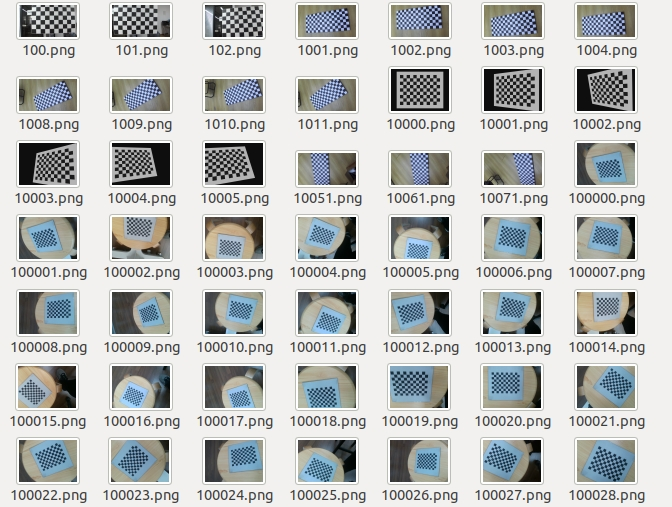 100.png 101.png 102.png 1001.png 1002.png 1003.png 1004.png
1008.png 1009.png 1010.png 1011.png 10000.png 10001.png 10002.png
10003.png 10004.png 10005.png 10051.png 10061.png 10071.png 100000.png
100001.png 100002.png 100003.png 100004.png 100005.png 100006.png 100007.png
100008.png 100009.png 100010.png 100011.png 100012.png 100013.png 100014.png
100015.png 100016.png 100017.png 100018.png 100019.png 100020.png 100021.png
100022.png 100023.png 100024.png 100025.png 100026.png 100027.png 100028.png